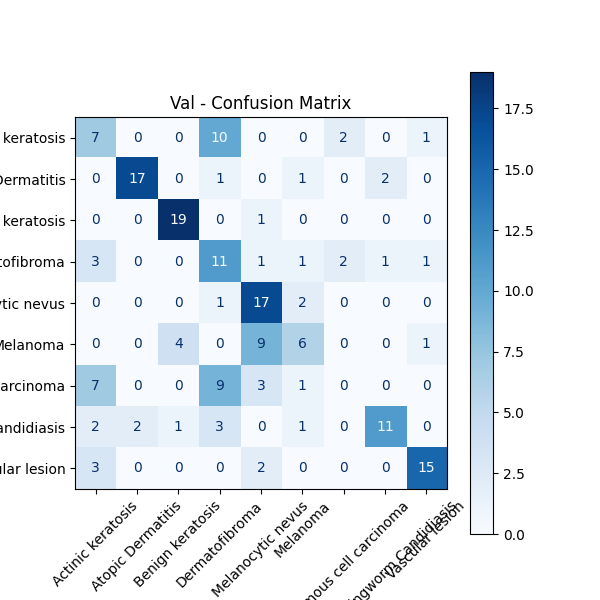 Val - Confusion Matrix
keratosis 7 0 0 10 0 0 2 0 1
Dermatitis 0 17 0 1 0 1 0 2 0
keratosis 0 0 19 0 1 0 0 0 0
tofibroma 3 0 0 11 1 1 2 1 1
tic nevus 0 0 0 1 17 2 0 0 0
Melanoma 0 0 4 0 9 6 0 0 1
arcinoma 7 0 0 9 3 1 0 0 0
andidiasis 2 2 1 3 0 1 0 11 0
ular lesion 3 0 0 0 2 0 0 0 15
Actinic keratosis
Atopic Dermatitis
Benign keratosis
Dermatofibroma
Melanocytic nevus
Melanoma
mous cell carcinoma
ngworm Candidiasis
Vascular lesion
17.5
15.0
12.5
10.0
7.5
5.0
2.5
0.0